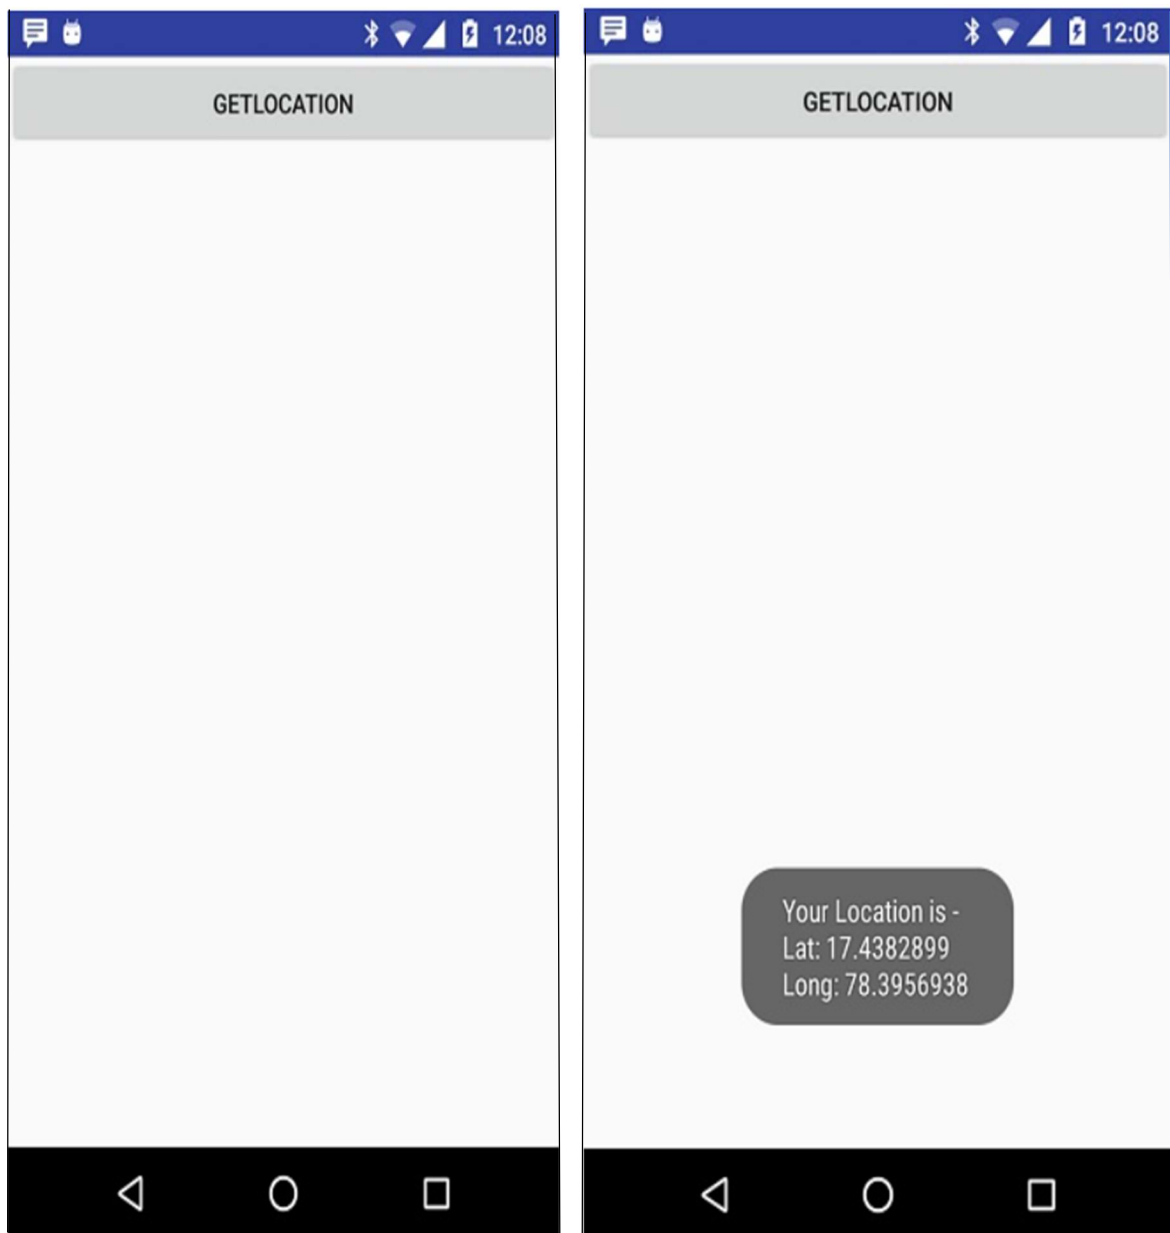 12:08
GETLOCATION
12:08
GETLOCATION
Your Location is -
Lat: 17.4382899
Long: 78.3956938